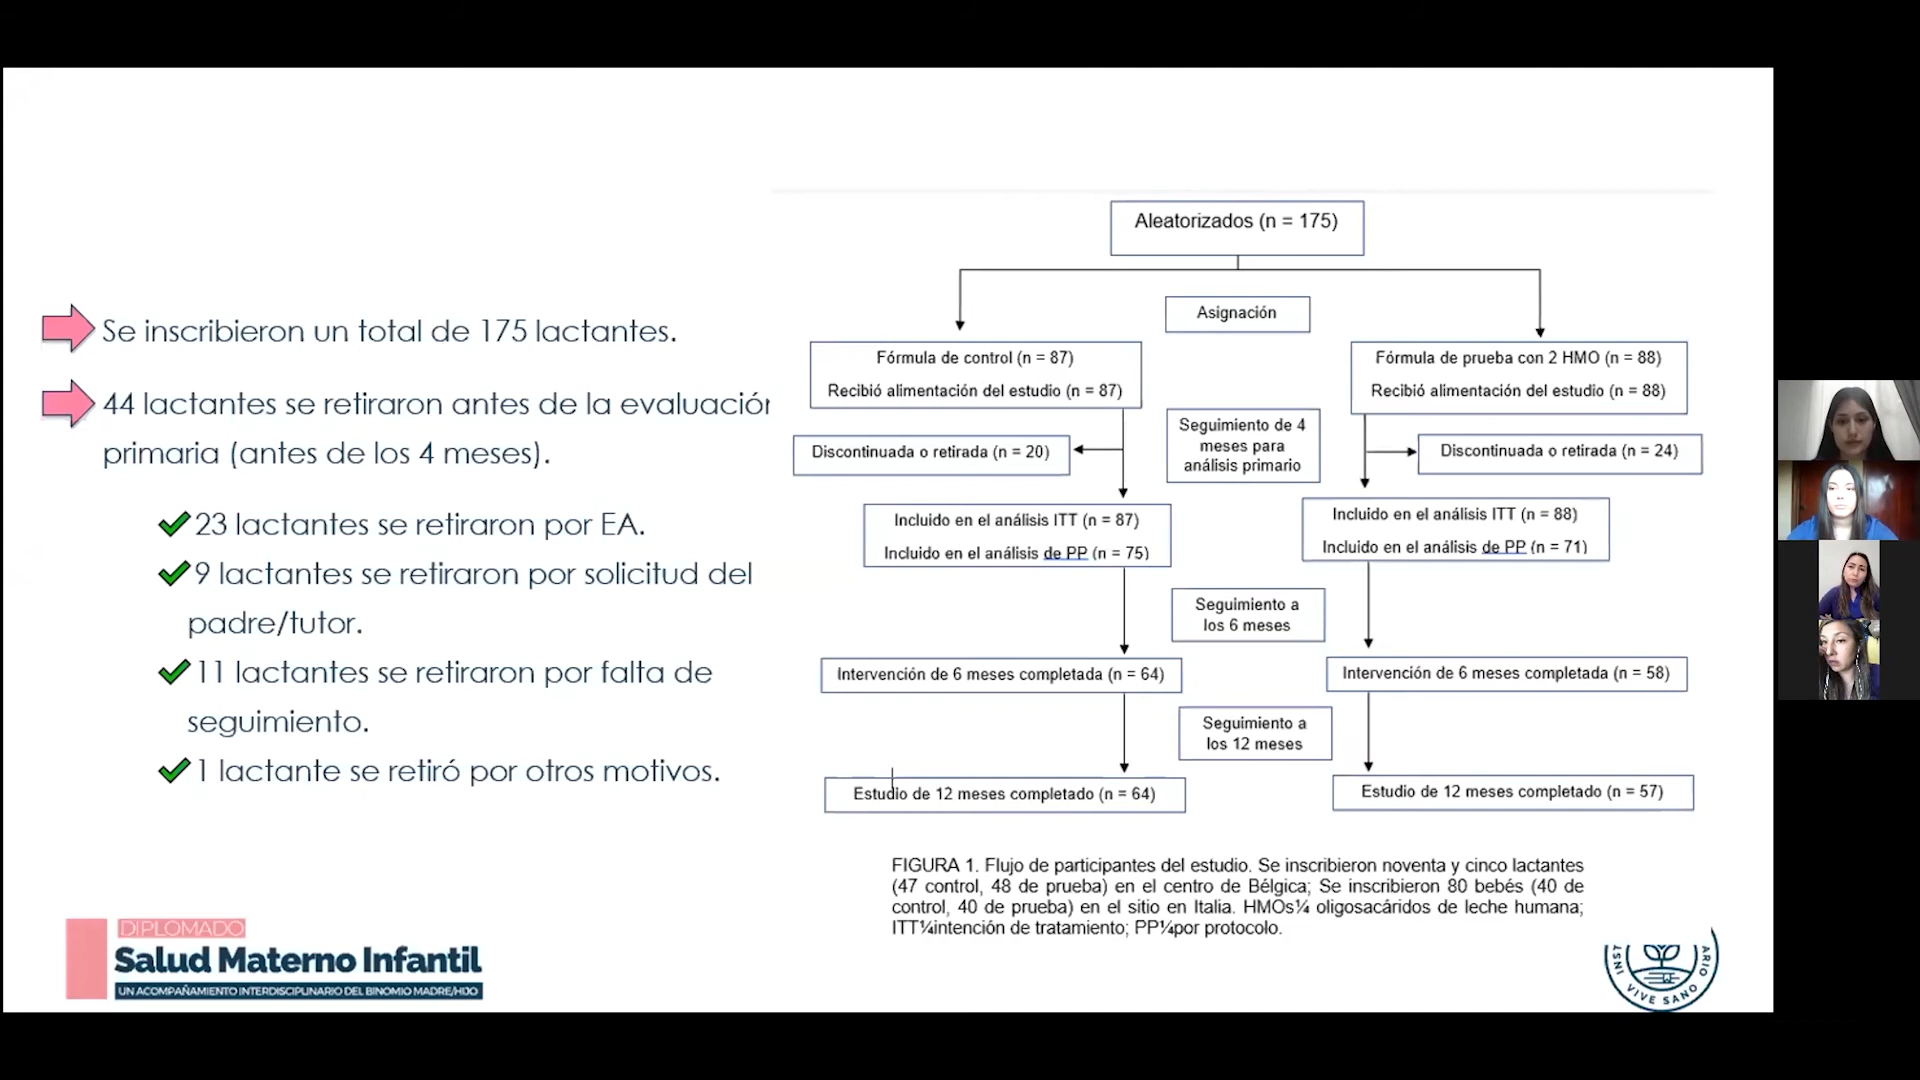 Se inscribieron un total de 175 lactantes.
44 lactantes se retiraron antes de la evaluación
primaria (antes de los 4 meses).
23 lactantes se retiraron por EA.
9 lactantes se retiraron por solicitud del
padre/tutor.
11 lactantes se retiraron por falta de
seguimiento.
1 lactante se retiró por otros motivos.
Aleatorizados (n = 175)
Asignación
Fórmula de control (n = 87)
Recibió alimentación del estudio (n = 87)
Fórmula de prueba con 2 HMO (n = 88)
Recibió alimentación del estudio (n = 88)
Seguimiento de 4
meses para
análisis primario
Discontinuada o retirada (n = 20)
Discontinuada o retirada (n = 24)
Incluido en el análisis ITT (n = 87)
Incluido en el análisis de PP (n = 75)
Incluido en el análisis ITT (n = 88)
Incluido en el análisis de PP (n = 71)
Seguimiento a
los 6 meses
Intervención de 6 meses completada (n = 64)
Intervención de 6 meses completada (n = 58)
Seguimiento a
los 12 meses
Estudio de 12 meses completado (n = 64)
Estudio de 12 meses completado (n = 57)
FIGURA 1. Flujo de participantes del estudio. Se inscribieron noventa y cinco lactantes
(47 control, 48 de prueba) en el centro de Bélgica; Se inscribieron 80 bebés (40 de
control, 40 de prueba) en el sitio en Italia. HMOs¼ oligosacáridos de leche humana;
ITT¼intención de tratamiento; PP¼por protocolo.
DIPLOMADO
Salud Materno Infantil
UN ACOMPAÑAMIENTO INTERDISCIPLINARIO DEL BINOMIO MADRE/HIJO
INST VIVE SANO ARIO